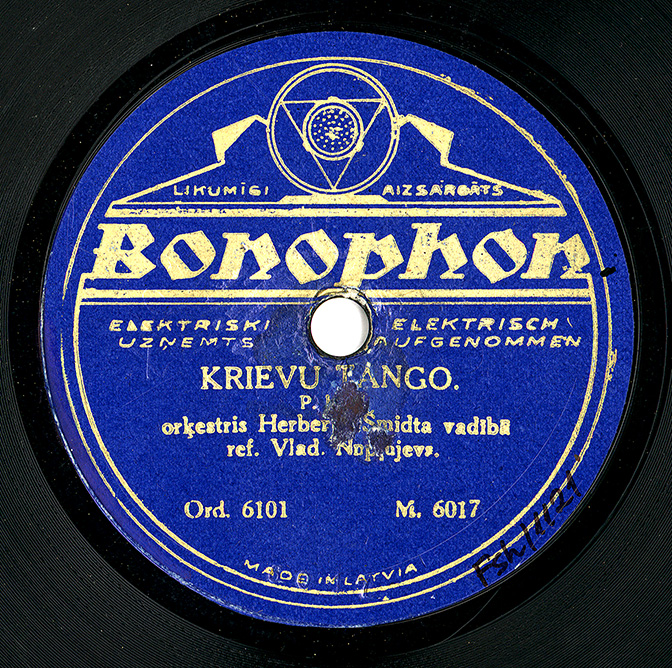 LIKUMĪGI AIZSARGĀTS
Bonophon
ELEKTRISKI ELEKTRISCH
UZŅEMTS AUFGENOMMEN
KRIEVU TANGO.
orķestris Šmidta vadībā
ref. Vlad.
Ord. 6101 M. 6017
MADE IN LATVIA